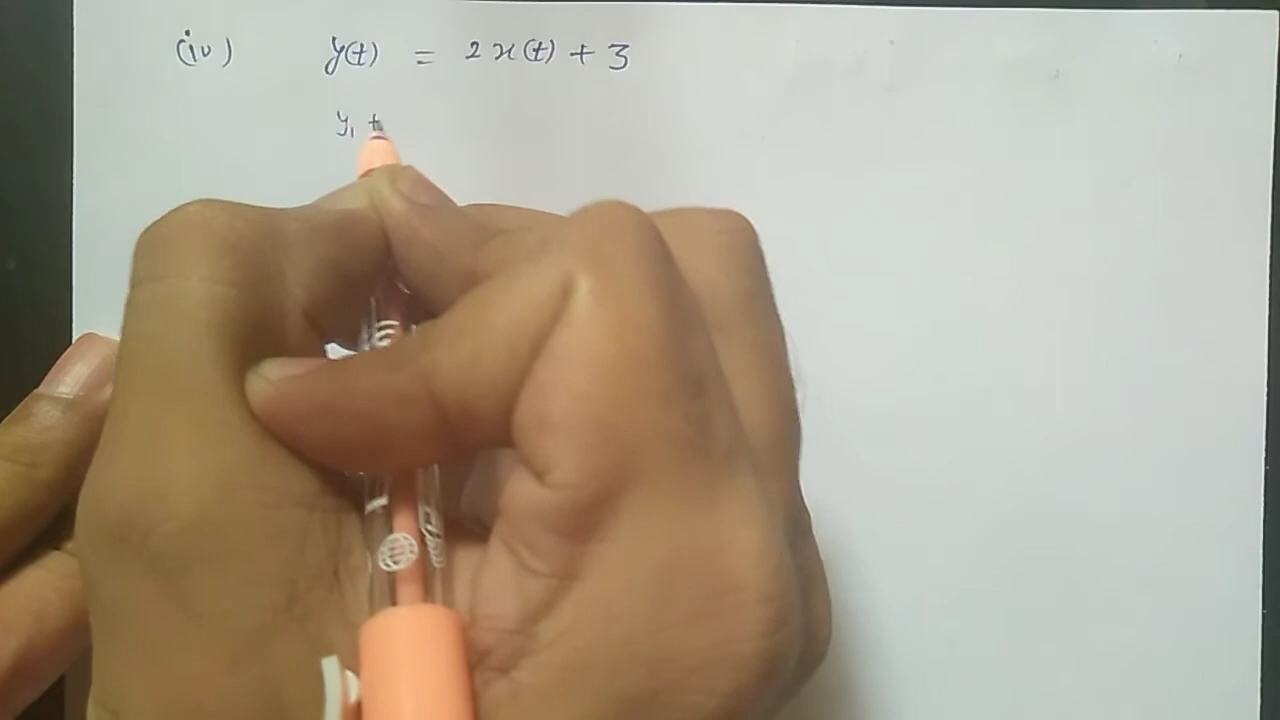 (iv) y(t) = 2x(t) + 3
y₁ t